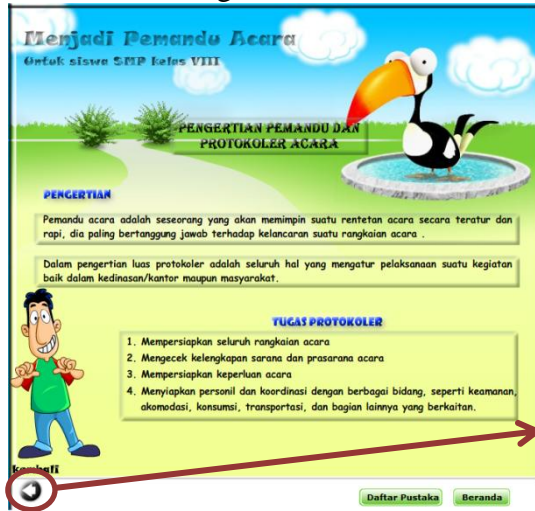 Menjadi Pemandu Acara
Untuk siswa SMP kelas VIII
PENGERTIAN PEMANDU DAN
PROTOKOLER ACARA
PENGERTIAN
Pemandu acara adalah seseorang yang akan memimpin suatu rentetan acara secara teratur dan
rapi, dia paling bertanggung jawab terhadap kelancaran suatu rangkaian acara .
Dalam pengertian luas protokoler adalah seluruh hal yang mengatur pelaksanaan suatu kegiatan
baik dalam kedinasan/kantor maupun masyarakat.
TUGAS PROTOKOLER
1. Mempersiapkan seluruh rangkaian acara
2. Mengecek kelengkapan sarana dan prasarana acara
3. Mempersiapkan keperluan acara
4. Menyiapkan personil dan koordinasi dengan berbagai bidang, seperti keamanan,
akomodasi, konsumsi, transportasi, dan bagian lainnya yang berkaitan.
kembali
Daftar Pustaka Beranda